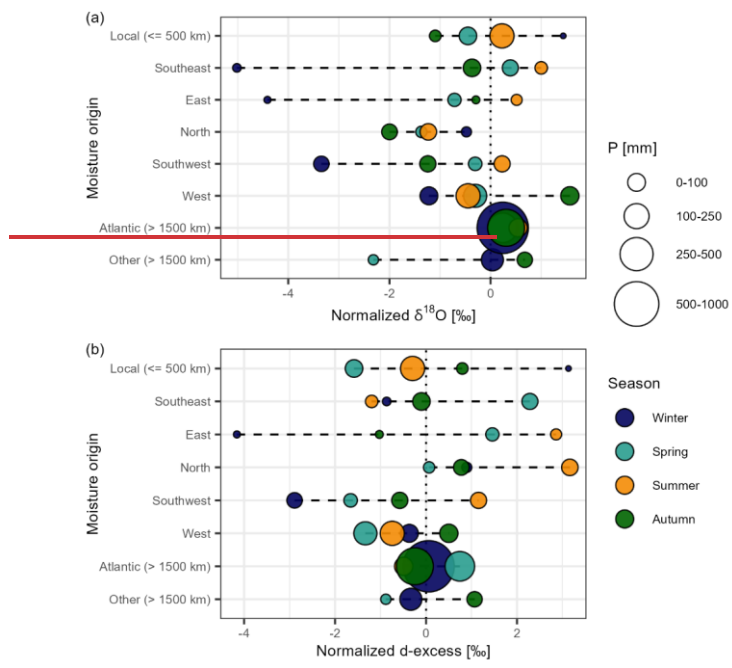 (a)
Local (<= 500 km)
Southeast
East
North
Southwest
West
Atlantic (> 1500 km)
Other (> 1500 km)
Moisture origin
-4
-2
0
Normalized δ¹⁸O [‰]
P [mm]
0-100
100-250
250-500
500-1000
(b)
Local (<= 500 km)
Southeast
East
North
Southwest
West
Atlantic (> 1500 km)
Other (> 1500 km)
Moisture origin
-4
-2
0
2
Normalized d-excess [‰]
Season
Winter
Spring
Summer
Autumn